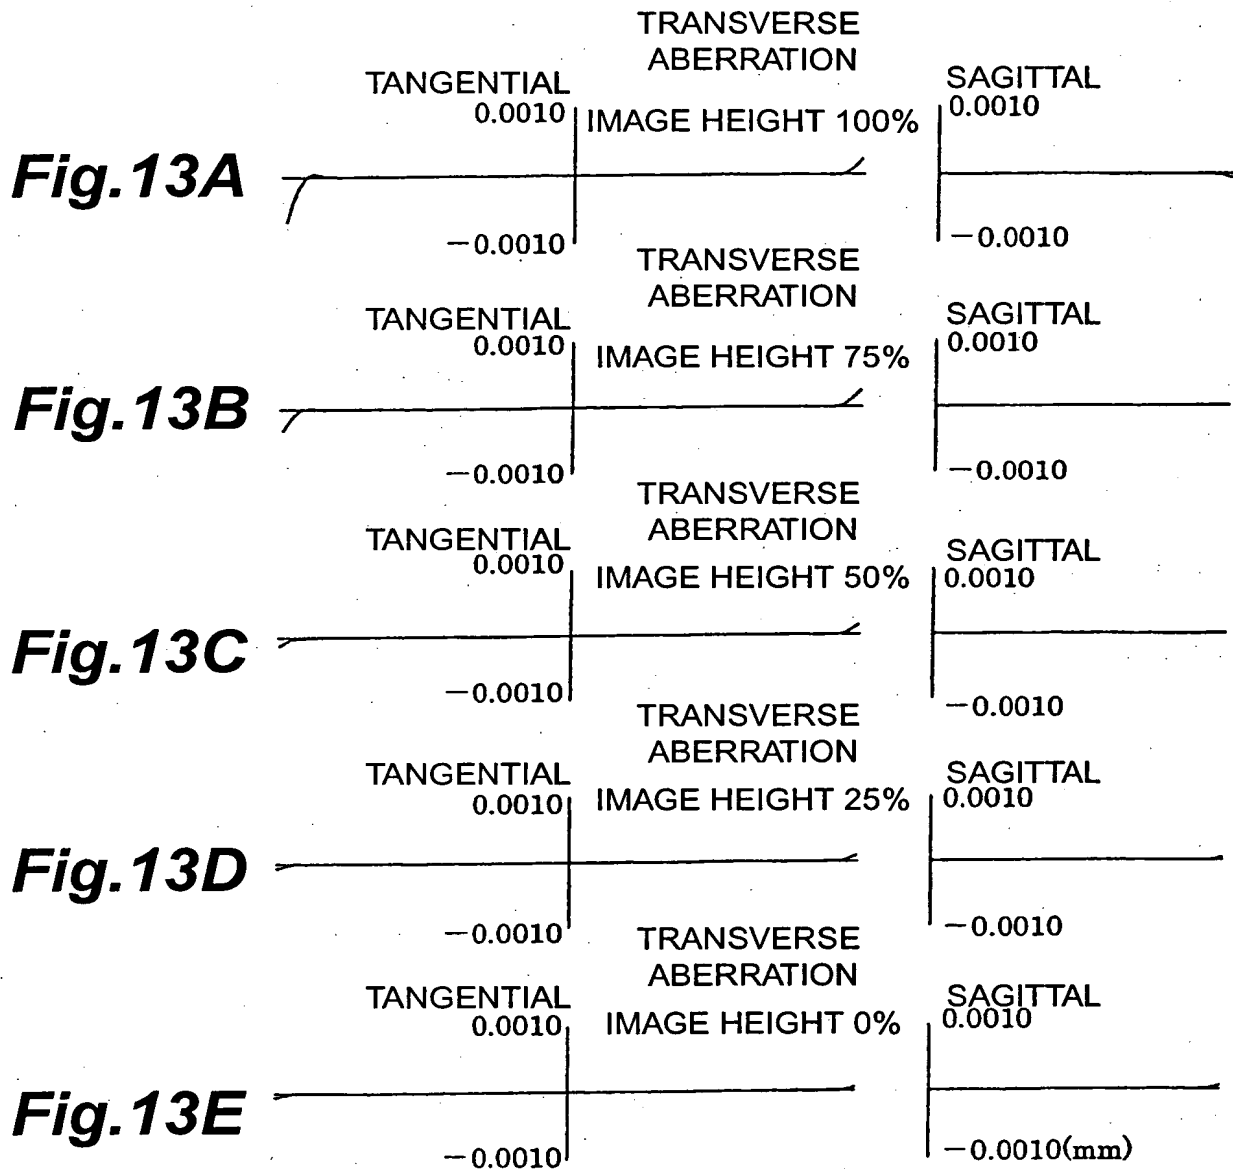 TRANSVERSE
ABERRATION
TANGENTIAL
SAGITTAL
0.0010
IMAGE HEIGHT 100%
0.0010
Fig.13A
−0.0010
−0.0010
TRANSVERSE
ABERRATION
TANGENTIAL
SAGITTAL
0.0010
IMAGE HEIGHT 75%
0.0010
Fig.13B
−0.0010
−0.0010
TRANSVERSE
ABERRATION
TANGENTIAL
SAGITTAL
0.0010
IMAGE HEIGHT 50%
0.0010
Fig.13C
−0.0010
−0.0010
TRANSVERSE
ABERRATION
TANGENTIAL
SAGITTAL
0.0010
IMAGE HEIGHT 25%
0.0010
Fig.13D
−0.0010
−0.0010
TRANSVERSE
ABERRATION
TANGENTIAL
SAGITTAL
0.0010
IMAGE HEIGHT 0%
0.0010
Fig.13E
−0.0010
−0.0010(mm)